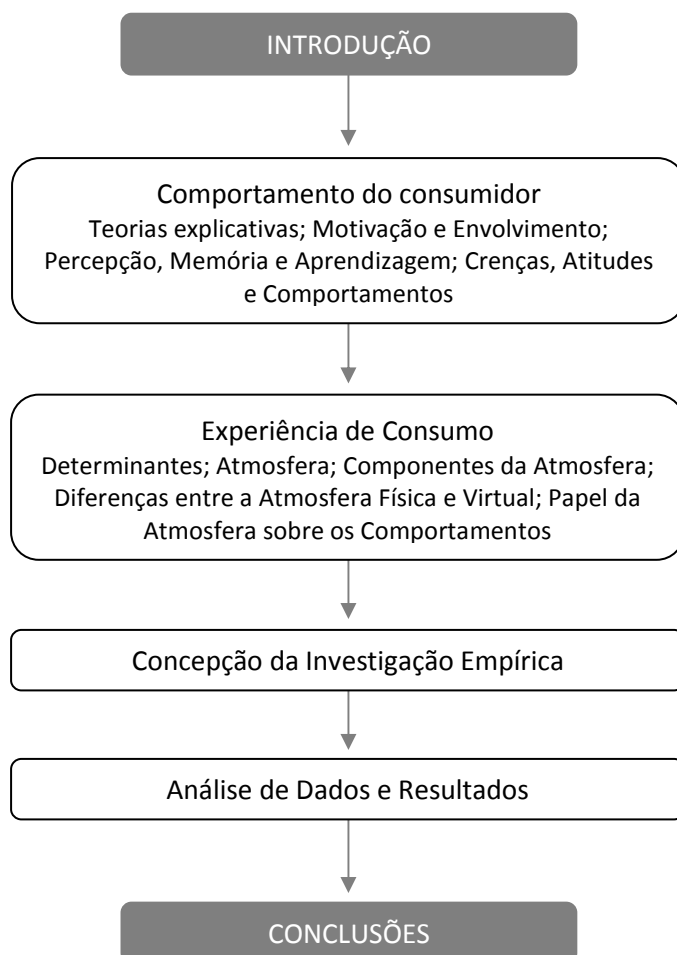 INTRODUÇÃO
Comportamento do consumidor
Teorias explicativas; Motivação e Envolvimento;
Percepção, Memória e Aprendizagem; Crenças, Atitudes
e Comportamentos
Experiência de Consumo
Determinantes; Atmosfera; Componentes da Atmosfera;
Diferenças entre a Atmosfera Física e Virtual; Papel da
Atmosfera sobre os Comportamentos
Concepção da Investigação Empírica
Análise de Dados e Resultados
CONCLUSÕES